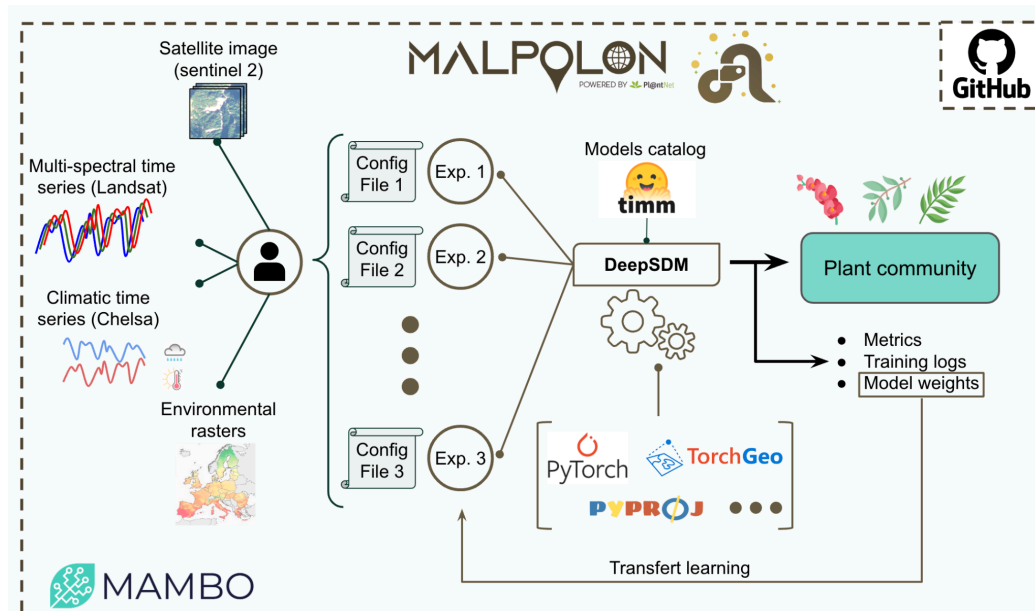 Satellite image
(sentinel 2)
MALPOLON
POWERED BY Pl@ntNet
GitHub
Multi-spectral time
series (Landsat)
Config
File 1
Exp. 1
Models catalog
timm
Config
File 2
Exp. 2
DeepSDM
Plant community
Climatic time
series (Chelsa)
Metrics
Training logs
Model weights
Environmental
rasters
Config
File 3
Exp. 3
PyTorch
TorchGeo
PYPROJ
Transfert learning
MAMBO